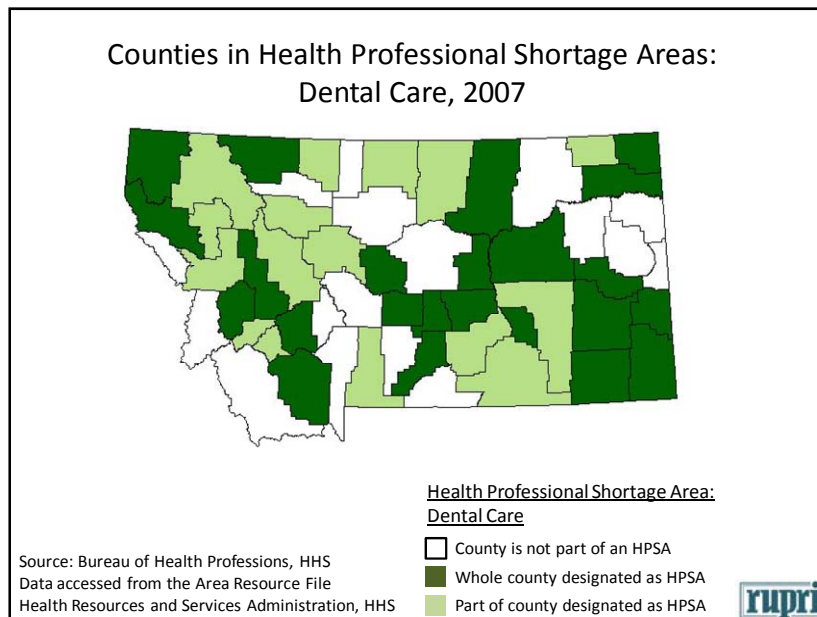 Counties in Health Professional Shortage Areas:
Dental Care, 2007
Health Professional Shortage Area:
Dental Care
County is not part of an HPSA
Whole county designated as HPSA
Part of county designated as HPSA
Source: Bureau of Health Professions, HHS
Data accessed from the Area Resource File
Health Resources and Services Administration, HHS
rupri